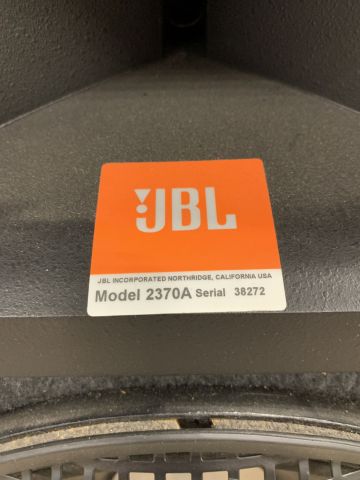 JBL
JBL INCORPORATED NORTHRIDGE, CALIFORNIA USA
Model 2370A Serial 38272